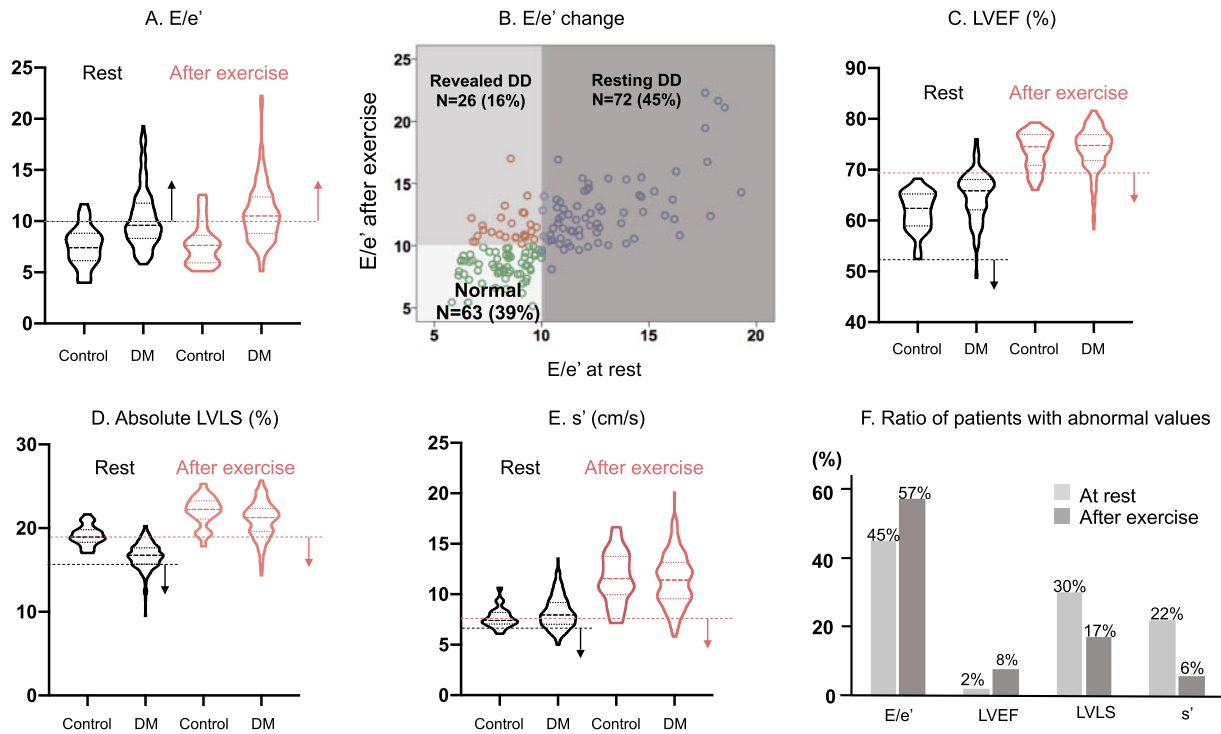 A. E/e’
25
20
15
10
5
0
Rest
After exercise
Control
DM
Control
DM
B. E/e’ change
E/e’ after exercise
25
20
15
10
5
Revealed DD
N=26 (16%)
Resting DD
N=72 (45%)
Normal
N=63 (39%)
5
10
15
20
E/e’ at rest
C. LVEF (%)
90
80
70
60
50
40
Rest
After exercise
Control
DM
Control
DM
D. Absolute LVLS (%)
30
20
10
0
Rest
After exercise
Control
DM
Control
DM
E. s’ (cm/s)
25
20
15
10
5
0
Rest
After exercise
Control
DM
Control
DM
F. Ratio of patients with abnormal values
(%)
60
40
20
0
At rest
After exercise
45%
57%
2%
8%
30%
17%
22%
6%
E/e’
LVEF
LVLS
s’